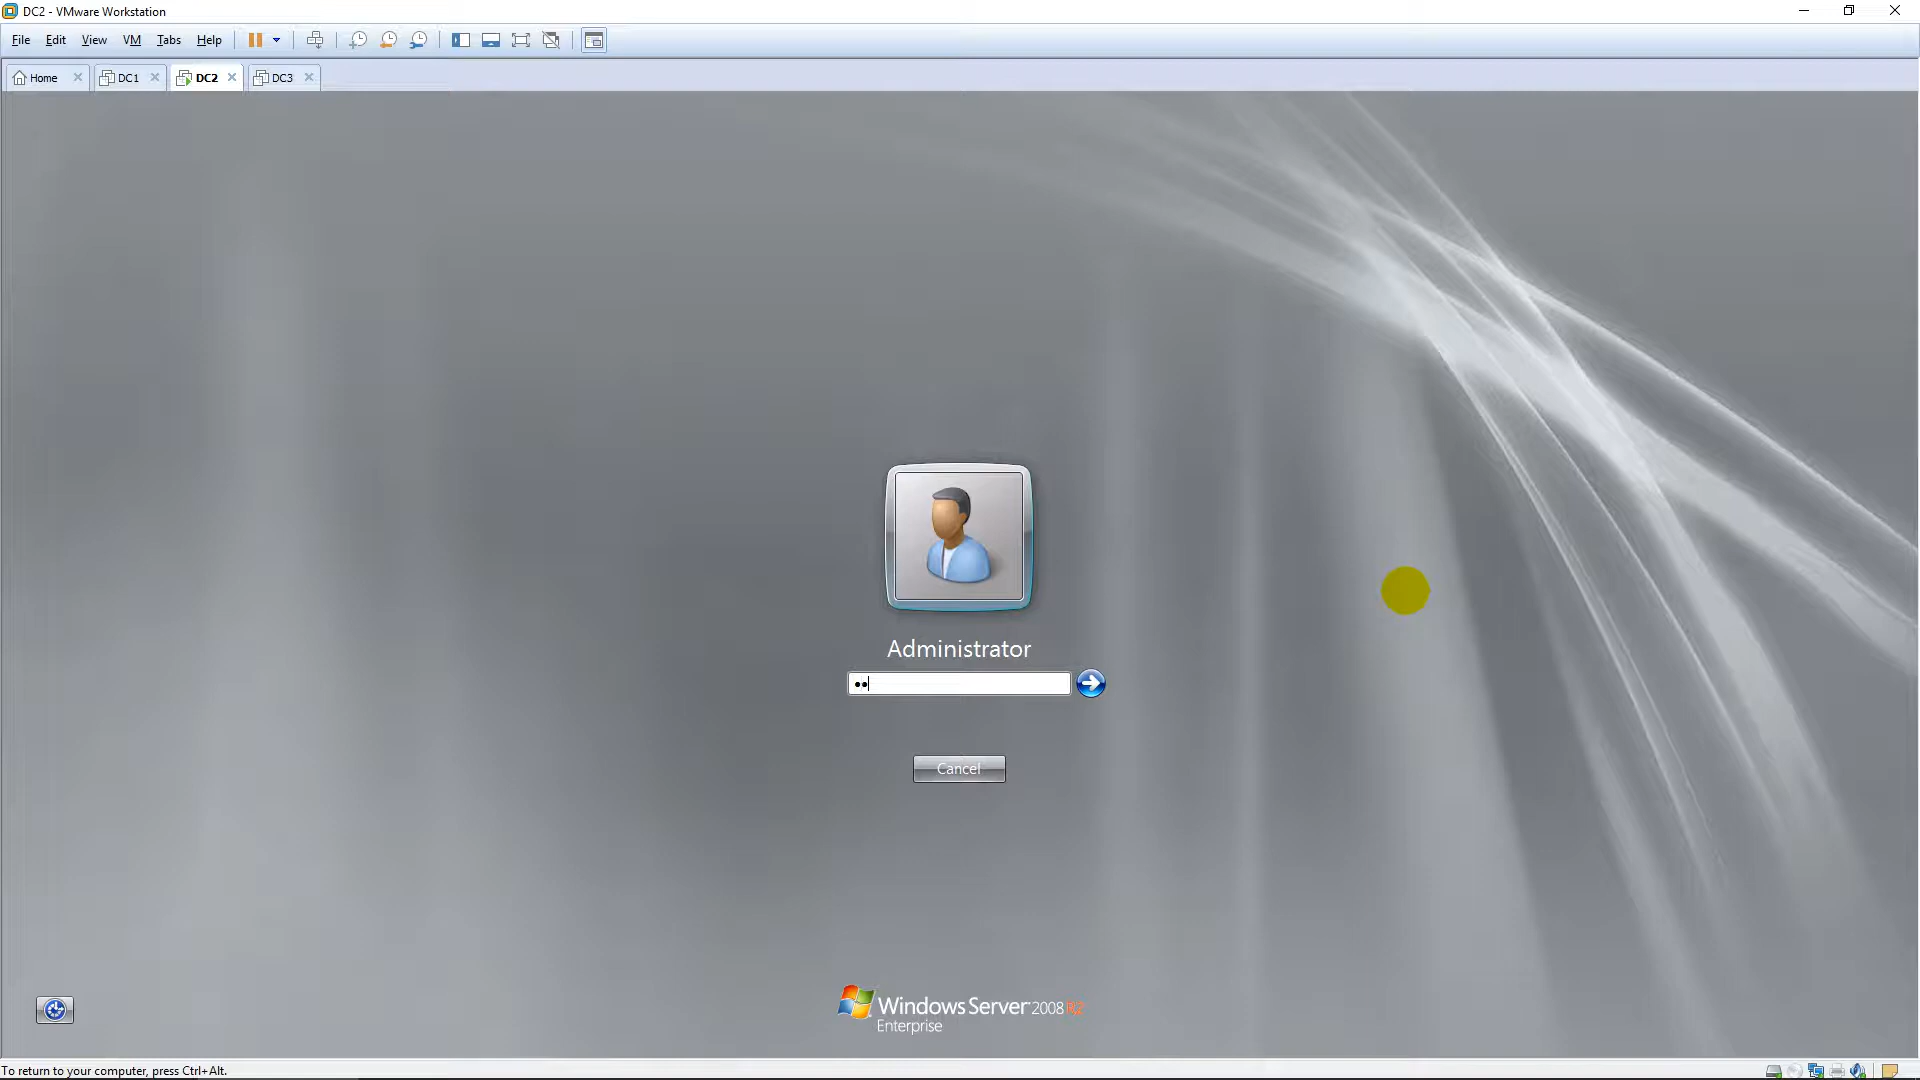 DC2 - VMware Workstation
File Edit View VM Tabs Help
Home DC1 DC2 DC3
Administrator
••
Cancel
Windows Server 2008 R2
Enterprise
To return to your computer, press Ctrl+Alt.